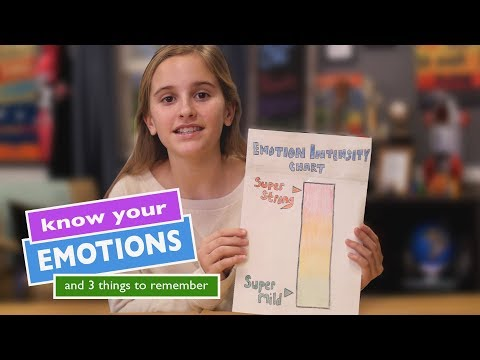 EMOTION INTENSITY
CHART
Super
Strong
Super
mild
know your
EMOTIONS
and 3 things to remember